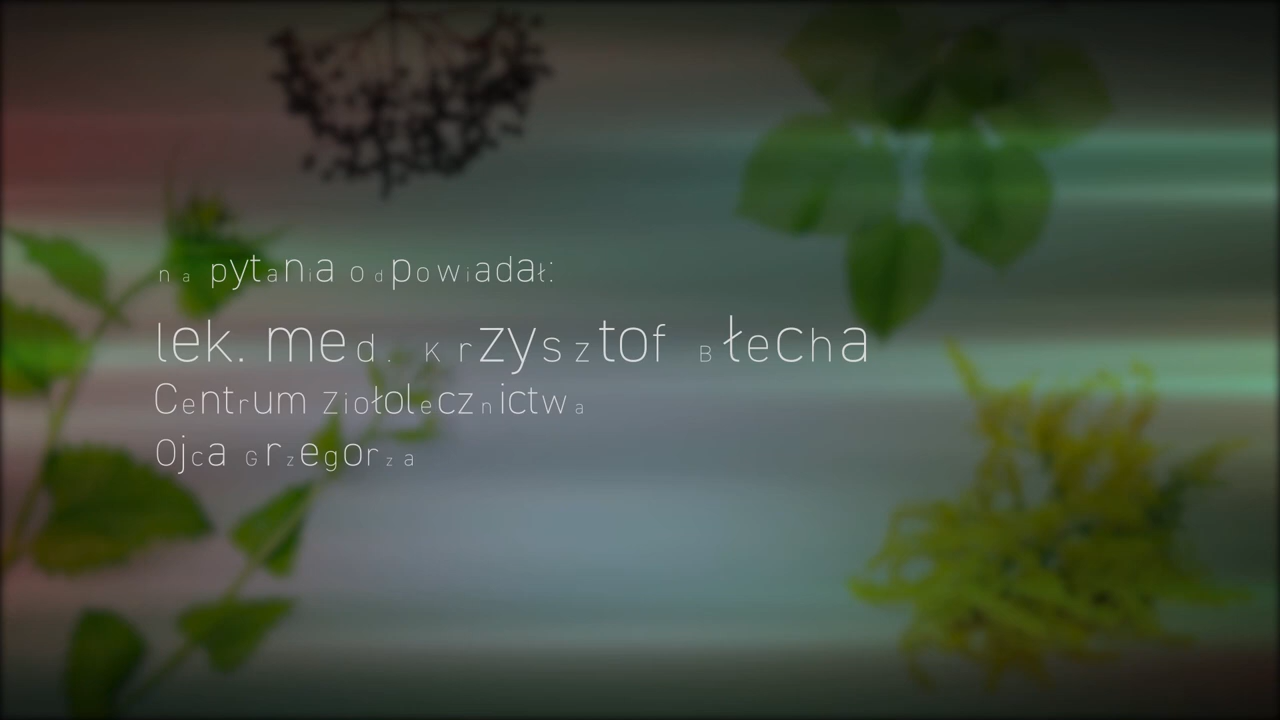 na pytania odpowiadał:
lek. med. Krzysztof Błecha
Centrum Ziołolecznictwa
Ojca Grzegorza